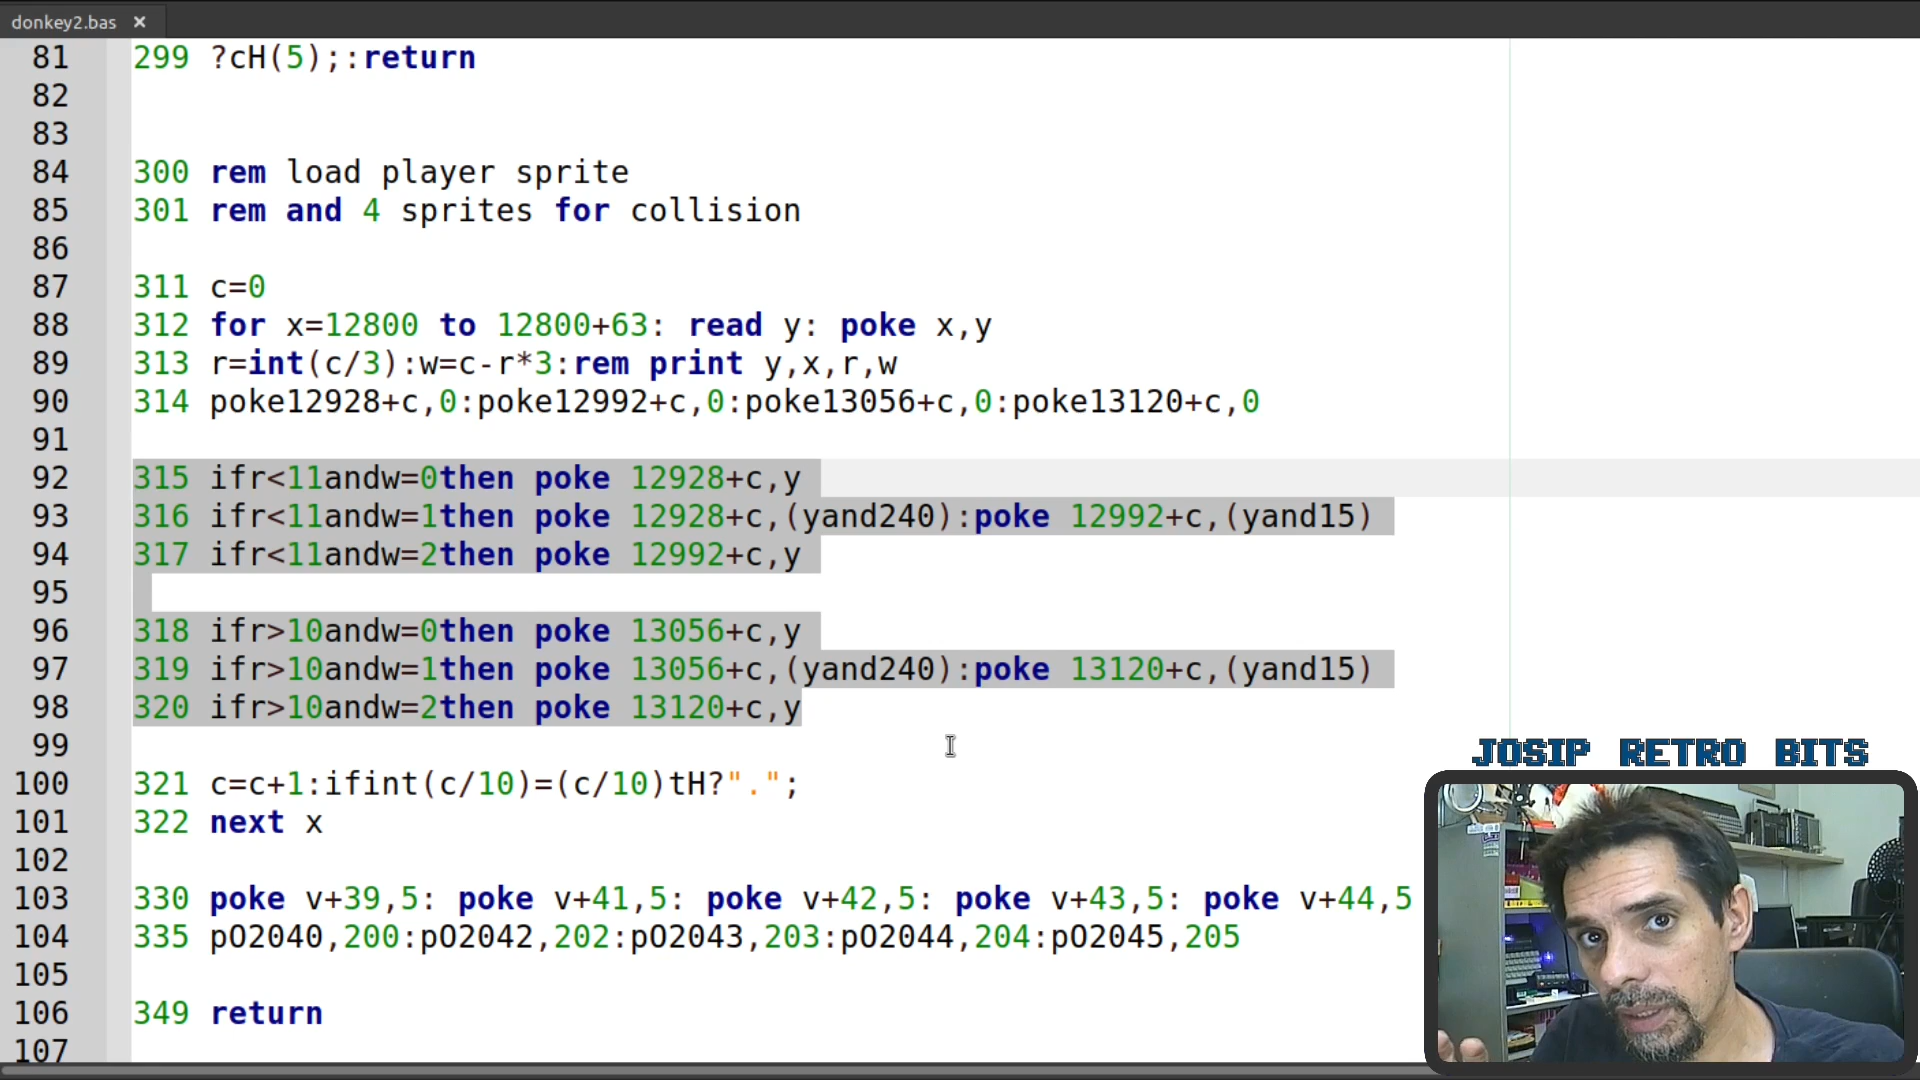 donkey2.bas ×
81 299 ?cH(5);:return
82
83
84 300 rem load player sprite
85 301 rem and 4 sprites for collision
86
87 311 c=0
88 312 for x=12800 to 12800+63: read y: poke x,y
89 313 r=int(c/3):w=c-r*3:rem print y,x,r,w
90 314 poke12928+c,0:poke12992+c,0:poke13056+c,0:poke13120+c,0
91
92 315 ifr<11andw=0then poke 12928+c,y
93 316 ifr<11andw=1then poke 12928+c,(yand240):poke 12992+c,(yand15)
94 317 ifr<11andw=2then poke 12992+c,y
95
96 318 ifr>10andw=0then poke 13056+c,y
97 319 ifr>10andw=1then poke 13056+c,(yand240):poke 13120+c,(yand15)
98 320 ifr>10andw=2then poke 13120+c,y
99
100 321 c=c+1:ifint(c/10)=(c/10)tH?".";
101 322 next x
102
103 330 poke v+39,5: poke v+41,5: poke v+42,5: poke v+43,5: poke v+44,5
104 335 pO2040,200:pO2042,202:pO2043,203:pO2044,204:pO2045,205
105
106 349 return
107
JOSIP RETRO BITS